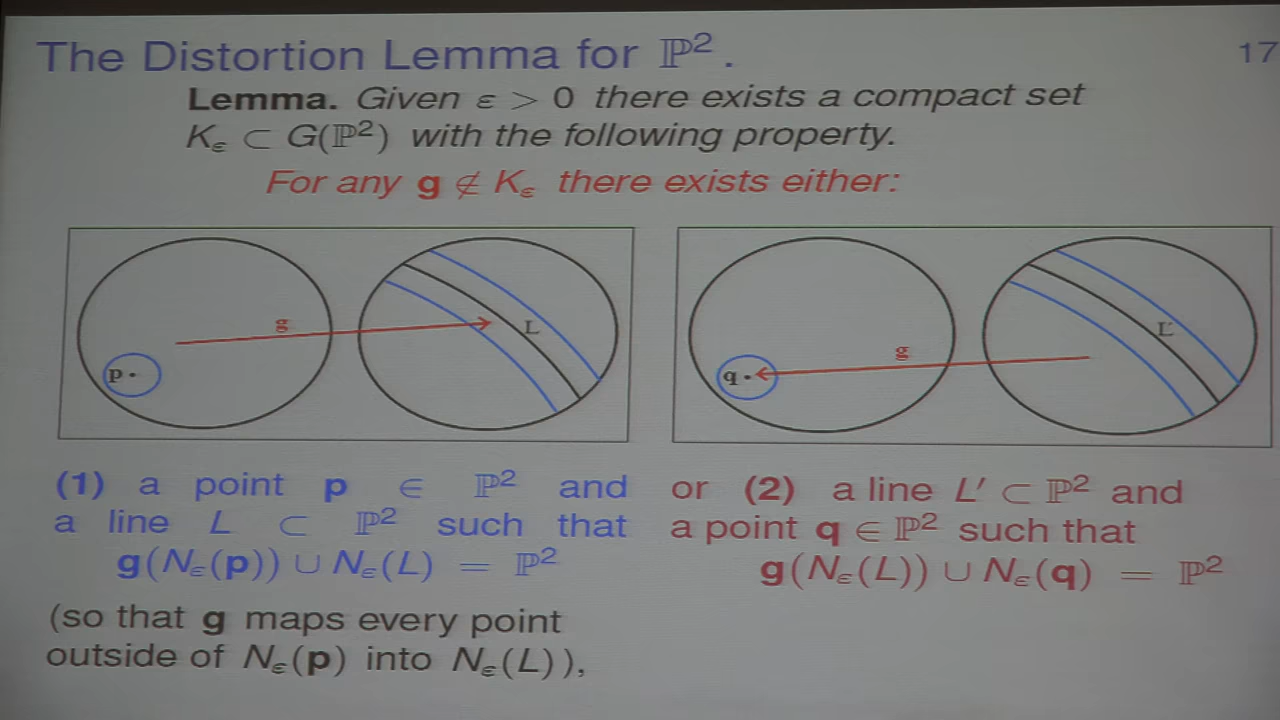 The Distortion Lemma for ℙ².
17
Lemma. Given ε > 0 there exists a compact set
K_ε ⊂ G(ℙ²) with the following property.
For any g ∉ K_ε there exists either:
g
L
p
g
L′
q
(1) a point p ∈ ℙ² and
a line L ⊂ ℙ² such that
g(N_ε(p)) ∪ N_ε(L) = ℙ²
(so that g maps every point
outside of N_ε(p) into N_ε(L)),
or (2) a line L′ ⊂ ℙ² and
a point q ∈ ℙ² such that
g(N_ε(L)) ∪ N_ε(q) = ℙ²